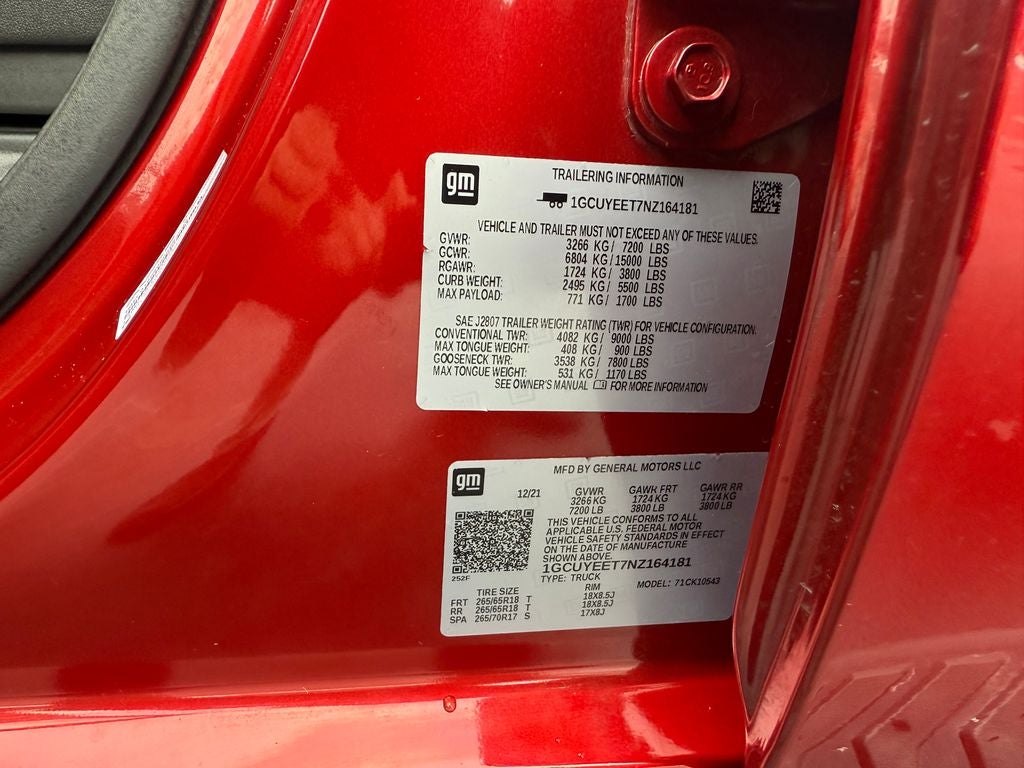 gm
TRAILERING INFORMATION
1GCUYEET7NZ164181
VEHICLE AND TRAILER MUST NOT EXCEED ANY OF THESE VALUES.
GVWR: 3266 KG / 7200 LBS
GCWR: 6804 KG / 15000 LBS
RGAWR: 1724 KG / 3800 LBS
CURB WEIGHT: 2495 KG / 5500 LBS
MAX PAYLOAD: 771 KG / 1700 LBS
SAE J2807 TRAILER WEIGHT RATING (TWR) FOR VEHICLE CONFIGURATION.
CONVENTIONAL TWR: 4082 KG / 9000 LBS
MAX TONGUE WEIGHT: 408 KG / 900 LBS
GOOSENECK TWR: 3538 KG / 7800 LBS
MAX TONGUE WEIGHT: 531 KG / 1170 LBS
SEE OWNER'S MANUAL FOR MORE INFORMATION
gm
MFD BY GENERAL MOTORS LLC
12/21 GVWR GAWR FRT GAWR RR
3266 KG 1724 KG 1724 KG
7200 LB 3800 LB 3800 LB
THIS VEHICLE CONFORMS TO ALL
APPLICABLE U.S. FEDERAL MOTOR
VEHICLE SAFETY STANDARDS IN EFFECT
ON THE DATE OF MANUFACTURE
SHOWN ABOVE.
1GCUYEET7NZ164181
252F TYPE: TRUCK MODEL: 71CK10543
TIRE SIZE RIM
FRT 265/65R18 T 18X8.5J
RR 265/65R18 T 18X8.5J
SPA 265/70R17 S 17X8J